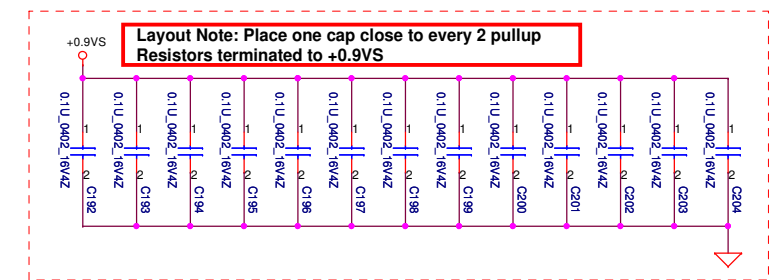 +0.9VS
Layout Note: Place one cap close to every 2 pullup
Resistors terminated to +0.9VS
0.1U_0402_16V4Z
1
2
C192
0.1U_0402_16V4Z
1
2
C193
0.1U_0402_16V4Z
1
2
C194
0.1U_0402_16V4Z
1
2
C195
0.1U_0402_16V4Z
1
2
C196
0.1U_0402_16V4Z
1
2
C197
0.1U_0402_16V4Z
1
2
C198
0.1U_0402_16V4Z
1
2
C199
0.1U_0402_16V4Z
1
2
C200
0.1U_0402_16V4Z
1
2
C201
0.1U_0402_16V4Z
1
2
C202
0.1U_0402_16V4Z
1
2
C203
0.1U_0402_16V4Z
1
2
C204